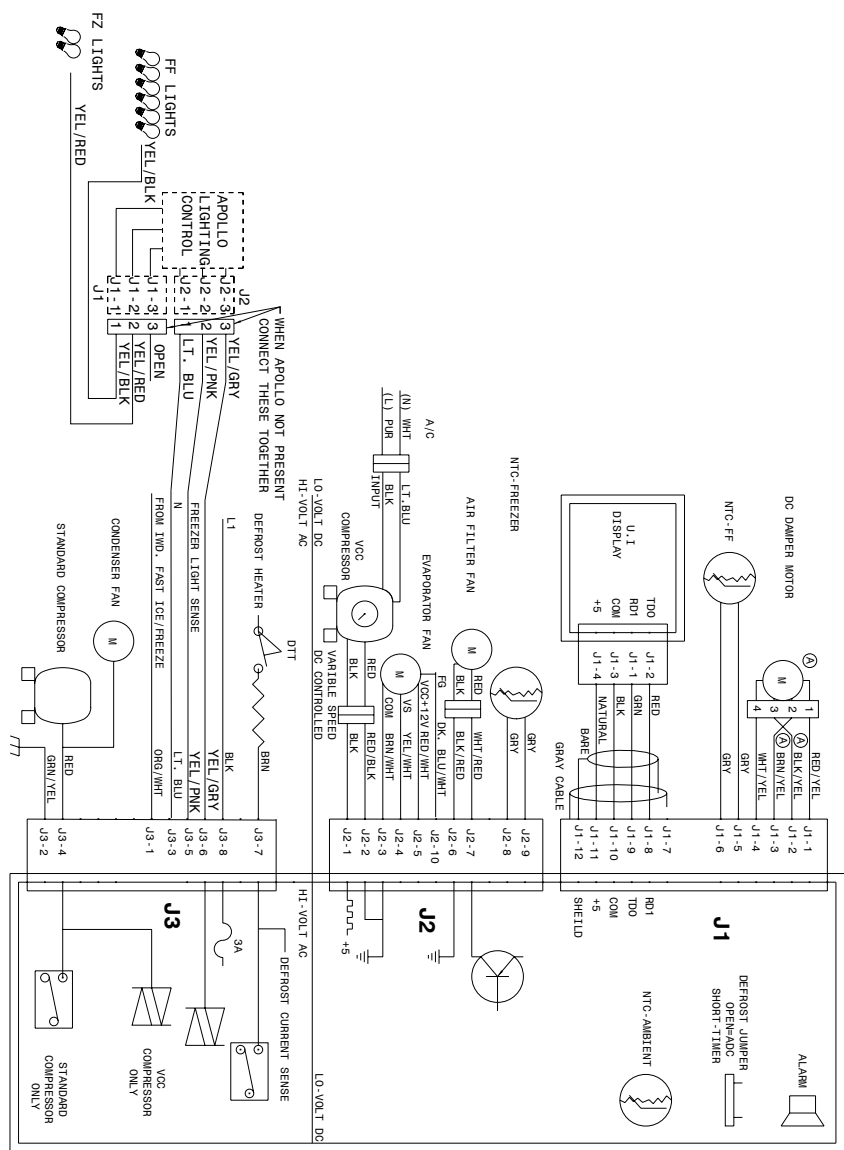 FZ LIGHTS
FF LIGHTS
YEL/RED
YEL/BLK
APOLLO
LIGHTING
CONTROL
J1
J1-1
J1-2
J1-3
J2
J2-1
J2-2
J2-3
1
2
3
1
2
3
WHEN APOLLO NOT PRESENT
CONNECT THESE TOGETHER
YEL/GRY
YEL/PNK
LT. BLU
OPEN
YEL/RED
YEL/BLK
A/C
(N) WHT
(L) PUR
LT.BLU
BLK
INPUT
LO-VOLT DC
HI-VOLT AC
VCC
COMPRESSOR
VARIBLE SPEED
DC CONTROLLED
RED
BLK
RED/BLK
BLK
EVAPORATOR FAN
M
FG
VCC+12V
VS
COM
DK. BLU/WHT
RED/WHT
YEL/WHT
BRN/WHT
AIR FILTER FAN
M
RED
BLK
WHT/RED
BLK/RED
NTC-FREEZER
GRY
GRY
DC DAMPER MOTOR
M
A
1
2
3
4
A
A
RED/YEL
BLK/YEL
BRN/YEL
WHT/YEL
NTC-FF
GRY
GRY
U.I
DISPLAY
TDO
RD1
COM
+5
J1-2
J1-1
J1-3
J1-4
RED
GRN
BLK
NATURAL
BARE
GRAY CABLE
L1
N
DEFROST HEATER
DTT
BRN
BLK
FREEZER LIGHT SENSE
YEL/GRY
YEL/PNK
LT. BLU
FROM IWD. FAST ICE/FREEZE
ORG/WHT
CONDENSER FAN
M
STANDARD COMPRESSOR
RED
GRN/YEL
J1-1
J1-2
J1-3
J1-4
J1-5
J1-6
J1-7
J1-8
J1-9
J1-10
J1-11
J1-12
J2-9
J2-8
J2-7
J2-6
J2-10
J2-5
J2-4
J2-3
J2-2
J2-1
J3-7
J3-8
J3-6
J3-5
J3-3
J3-1
J3-4
J3-2
J1
RD1
TDO
COM
+5
SHEILD
J2
+5
J3
HI-VOLT AC
LO-VOLT DC
3A
DEFROST CURRENT SENSE
VCC
COMPRESSOR
ONLY
STANDARD
COMPRESSOR
ONLY
ALARM
DEFROST JUMPER
OPEN=ADC
SHORT-TIMER
NTC-AMBIENT